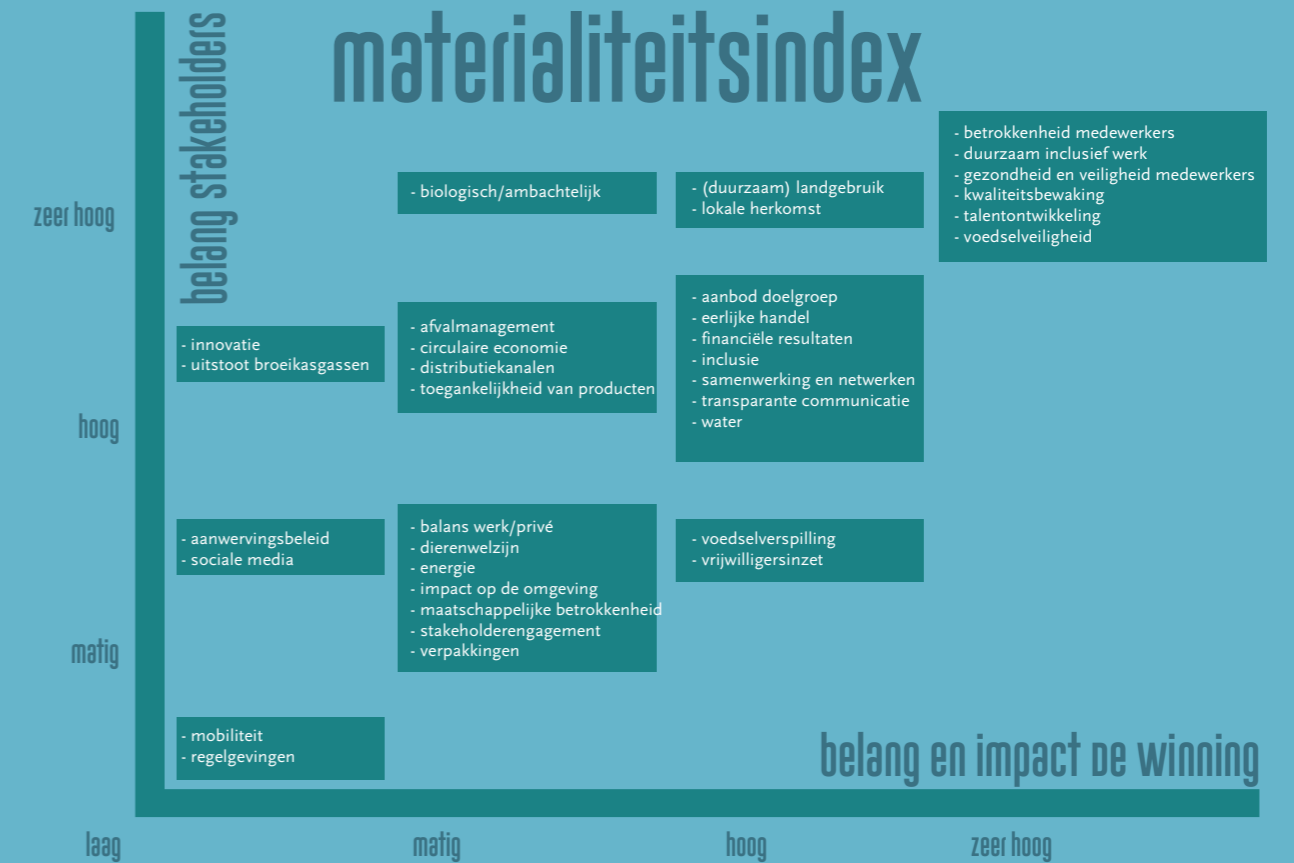 materialiteitsindex
belang stakeholders
zeer hoog
- biologisch/ambachtelijk
- (duurzaam) landgebruik
- lokale herkomst
- betrokkenheid medewerkers
- duurzaam inclusief werk
- gezondheid en veiligheid medewerkers
- kwaliteitsbewaking
- talentontwikkeling
- voedselveiligheid
hoog
- innovatie
- uitstoot broeikasgassen
- afvalmanagement
- circulaire economie
- distributiekanalen
- toegankelijkheid van producten
- aanbod doelgroep
- eerlijke handel
- financiële resultaten
- inclusie
- samenwerking en netwerken
- transparante communicatie
- water
matig
- aanwervingsbeleid
- sociale media
- balans werk/privé
- dierenwelzijn
- energie
- impact op de omgeving
- maatschappelijke betrokkenheid
- stakeholderengagement
- verpakkingen
- voedselverspilling
- vrijwilligersinzet
- mobiliteit
- regelgevingen
belang en impact De winning
laag
matig
hoog
zeer hoog